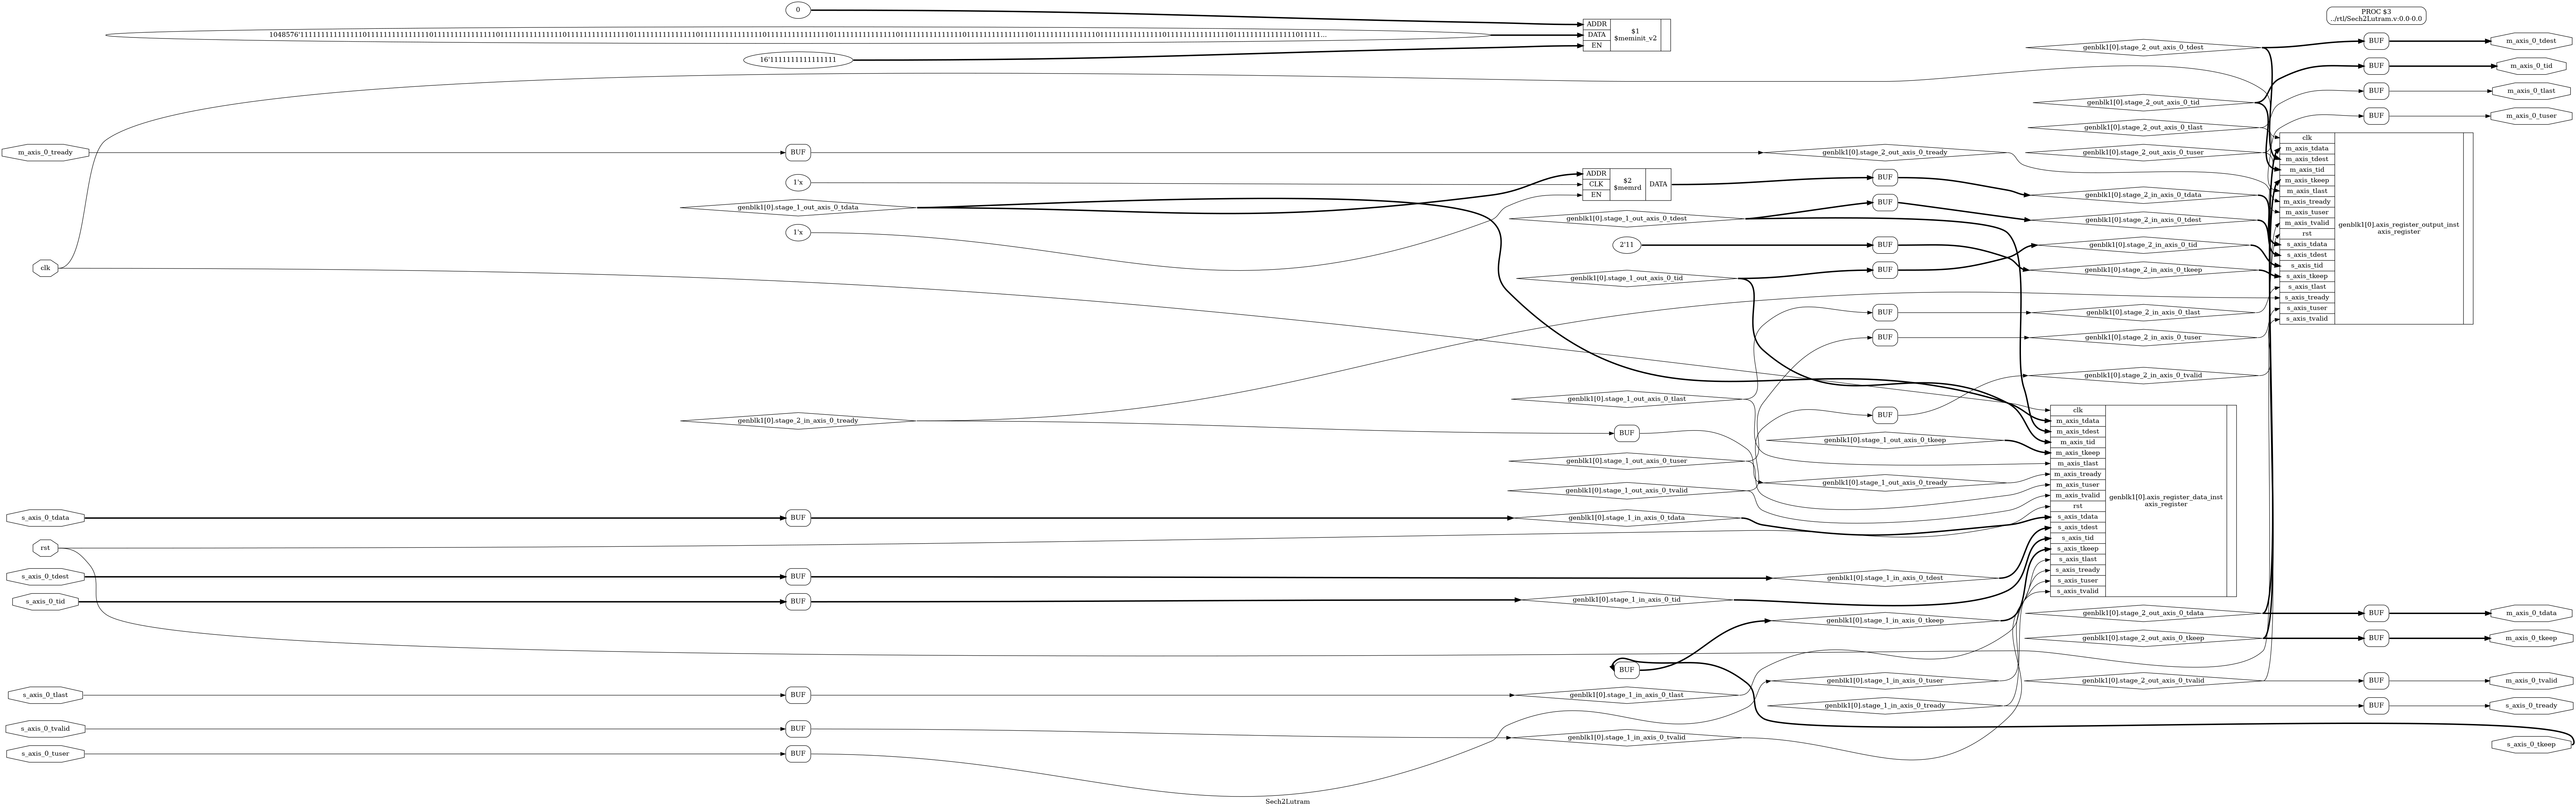 0
1048576'
ADDR
DATA
EN
$1
$meminit_v2
16'1111111111111111
PROC $3
../rtl/Sech2Lutram.v:0.0-0.0
genblk1[0].stage_2_out_axis_0_tdest
BUF
m_axis_0_tdest
BUF
m_axis_0_tid
genblk1[0].stage_2_out_axis_0_tid
BUF
m_axis_0_tlast
genblk1[0].stage_2_out_axis_0_tlast
BUF
m_axis_0_tuser
genblk1[0].stage_2_out_axis_0_tuser
m_axis_0_tready
BUF
genblk1[0].stage_2_out_axis_0_tready
1'x
genblk1[0].stage_1_out_axis_0_tdata
1'x
ADDR
CLK
EN
$2
$memrd
DATA
BUF
genblk1[0].stage_2_in_axis_0_tdata
genblk1[0].stage_1_out_axis_0_tdest
BUF
genblk1[0].stage_2_in_axis_0_tdest
2'11
BUF
genblk1[0].stage_2_in_axis_0_tid
clk
genblk1[0].stage_1_out_axis_0_tid
BUF
genblk1[0].stage_2_in_axis_0_tkeep
BUF
genblk1[0].stage_2_in_axis_0_tlast
BUF
genblk1[0].stage_2_in_axis_0_tuser
genblk1[0].stage_2_in_axis_0_tvalid
clk
m_axis_tdata
m_axis_tdest
m_axis_tid
m_axis_tkeep
m_axis_tlast
m_axis_tready
m_axis_tuser
m_axis_tvalid
rst
s_axis_tdata
s_axis_tdest
s_axis_tid
s_axis_tkeep
s_axis_tlast
s_axis_tready
s_axis_tuser
s_axis_tvalid
genblk1[0].axis_register_output_inst
axis_register
genblk1[0].stage_1_out_axis_0_tlast
BUF
genblk1[0].stage_2_in_axis_0_tready
BUF
genblk1[0].stage_1_out_axis_0_tkeep
genblk1[0].stage_1_out_axis_0_tuser
genblk1[0].stage_1_out_axis_0_tready
genblk1[0].stage_1_out_axis_0_tvalid
clk
m_axis_tdata
m_axis_tdest
m_axis_tid
m_axis_tkeep
m_axis_tlast
m_axis_tready
m_axis_tuser
m_axis_tvalid
rst
s_axis_tdata
s_axis_tdest
s_axis_tid
s_axis_tkeep
s_axis_tlast
s_axis_tready
s_axis_tuser
s_axis_tvalid
genblk1[0].axis_register_data_inst
axis_register
s_axis_0_tdata
BUF
genblk1[0].stage_1_in_axis_0_tdata
rst
s_axis_0_tdest
BUF
genblk1[0].stage_1_in_axis_0_tdest
s_axis_0_tid
BUF
genblk1[0].stage_1_in_axis_0_tid
genblk1[0].stage_2_out_axis_0_tdata
BUF
m_axis_0_tdata
genblk1[0].stage_1_in_axis_0_tkeep
genblk1[0].stage_2_out_axis_0_tkeep
BUF
m_axis_0_tkeep
BUF
genblk1[0].stage_1_in_axis_0_tuser
genblk1[0].stage_2_out_axis_0_tvalid
BUF
m_axis_0_tvalid
s_axis_0_tlast
BUF
genblk1[0].stage_1_in_axis_0_tlast
genblk1[0].stage_1_in_axis_0_tready
BUF
s_axis_0_tready
s_axis_0_tvalid
BUF
genblk1[0].stage_1_in_axis_0_tvalid
s_axis_0_tkeep
s_axis_0_tuser
BUF
Sech2Lutram